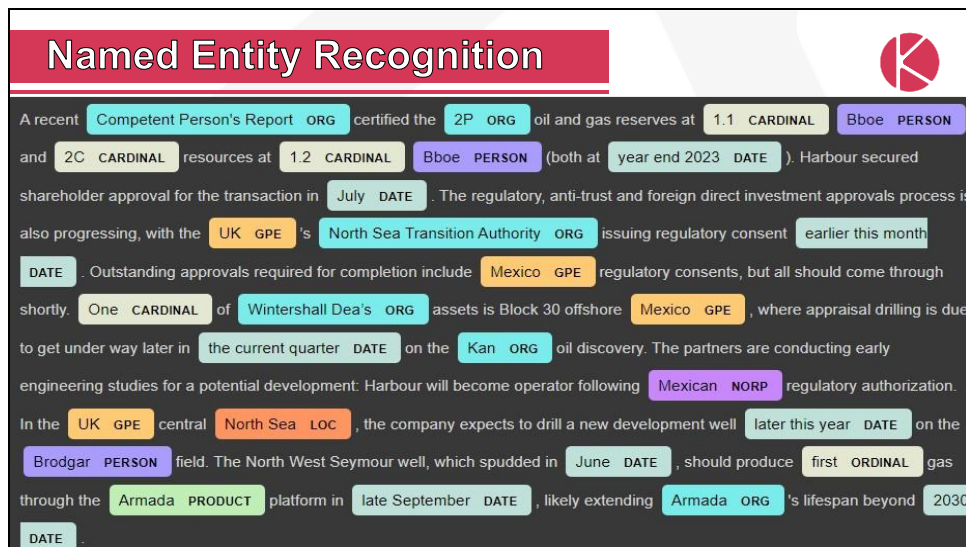 Named Entity Recognition
A recent Competent Person's Report ORG certified the 2P ORG oil and gas reserves at 1.1 CARDINAL Bboe PERSON
and 2C CARDINAL resources at 1.2 CARDINAL Bboe PERSON (both at year end 2023 DATE ). Harbour secured
shareholder approval for the transaction in July DATE . The regulatory, anti-trust and foreign direct investment approvals process is
also progressing, with the UK GPE 's North Sea Transition Authority ORG issuing regulatory consent earlier this month
DATE . Outstanding approvals required for completion include Mexico GPE regulatory consents, but all should come through
shortly. One CARDINAL of Wintershall Dea's ORG assets is Block 30 offshore Mexico GPE , where appraisal drilling is due
to get under way later in the current quarter DATE on the Kan ORG oil discovery. The partners are conducting early
engineering studies for a potential development: Harbour will become operator following Mexican NORP regulatory authorization.
In the UK GPE central North Sea LOC , the company expects to drill a new development well later this year DATE on the
Brodgar PERSON field. The North West Seymour well, which spudded in June DATE , should produce first ORDINAL gas
through the Armada PRODUCT platform in late September DATE , likely extending Armada ORG 's lifespan beyond 2030
DATE .